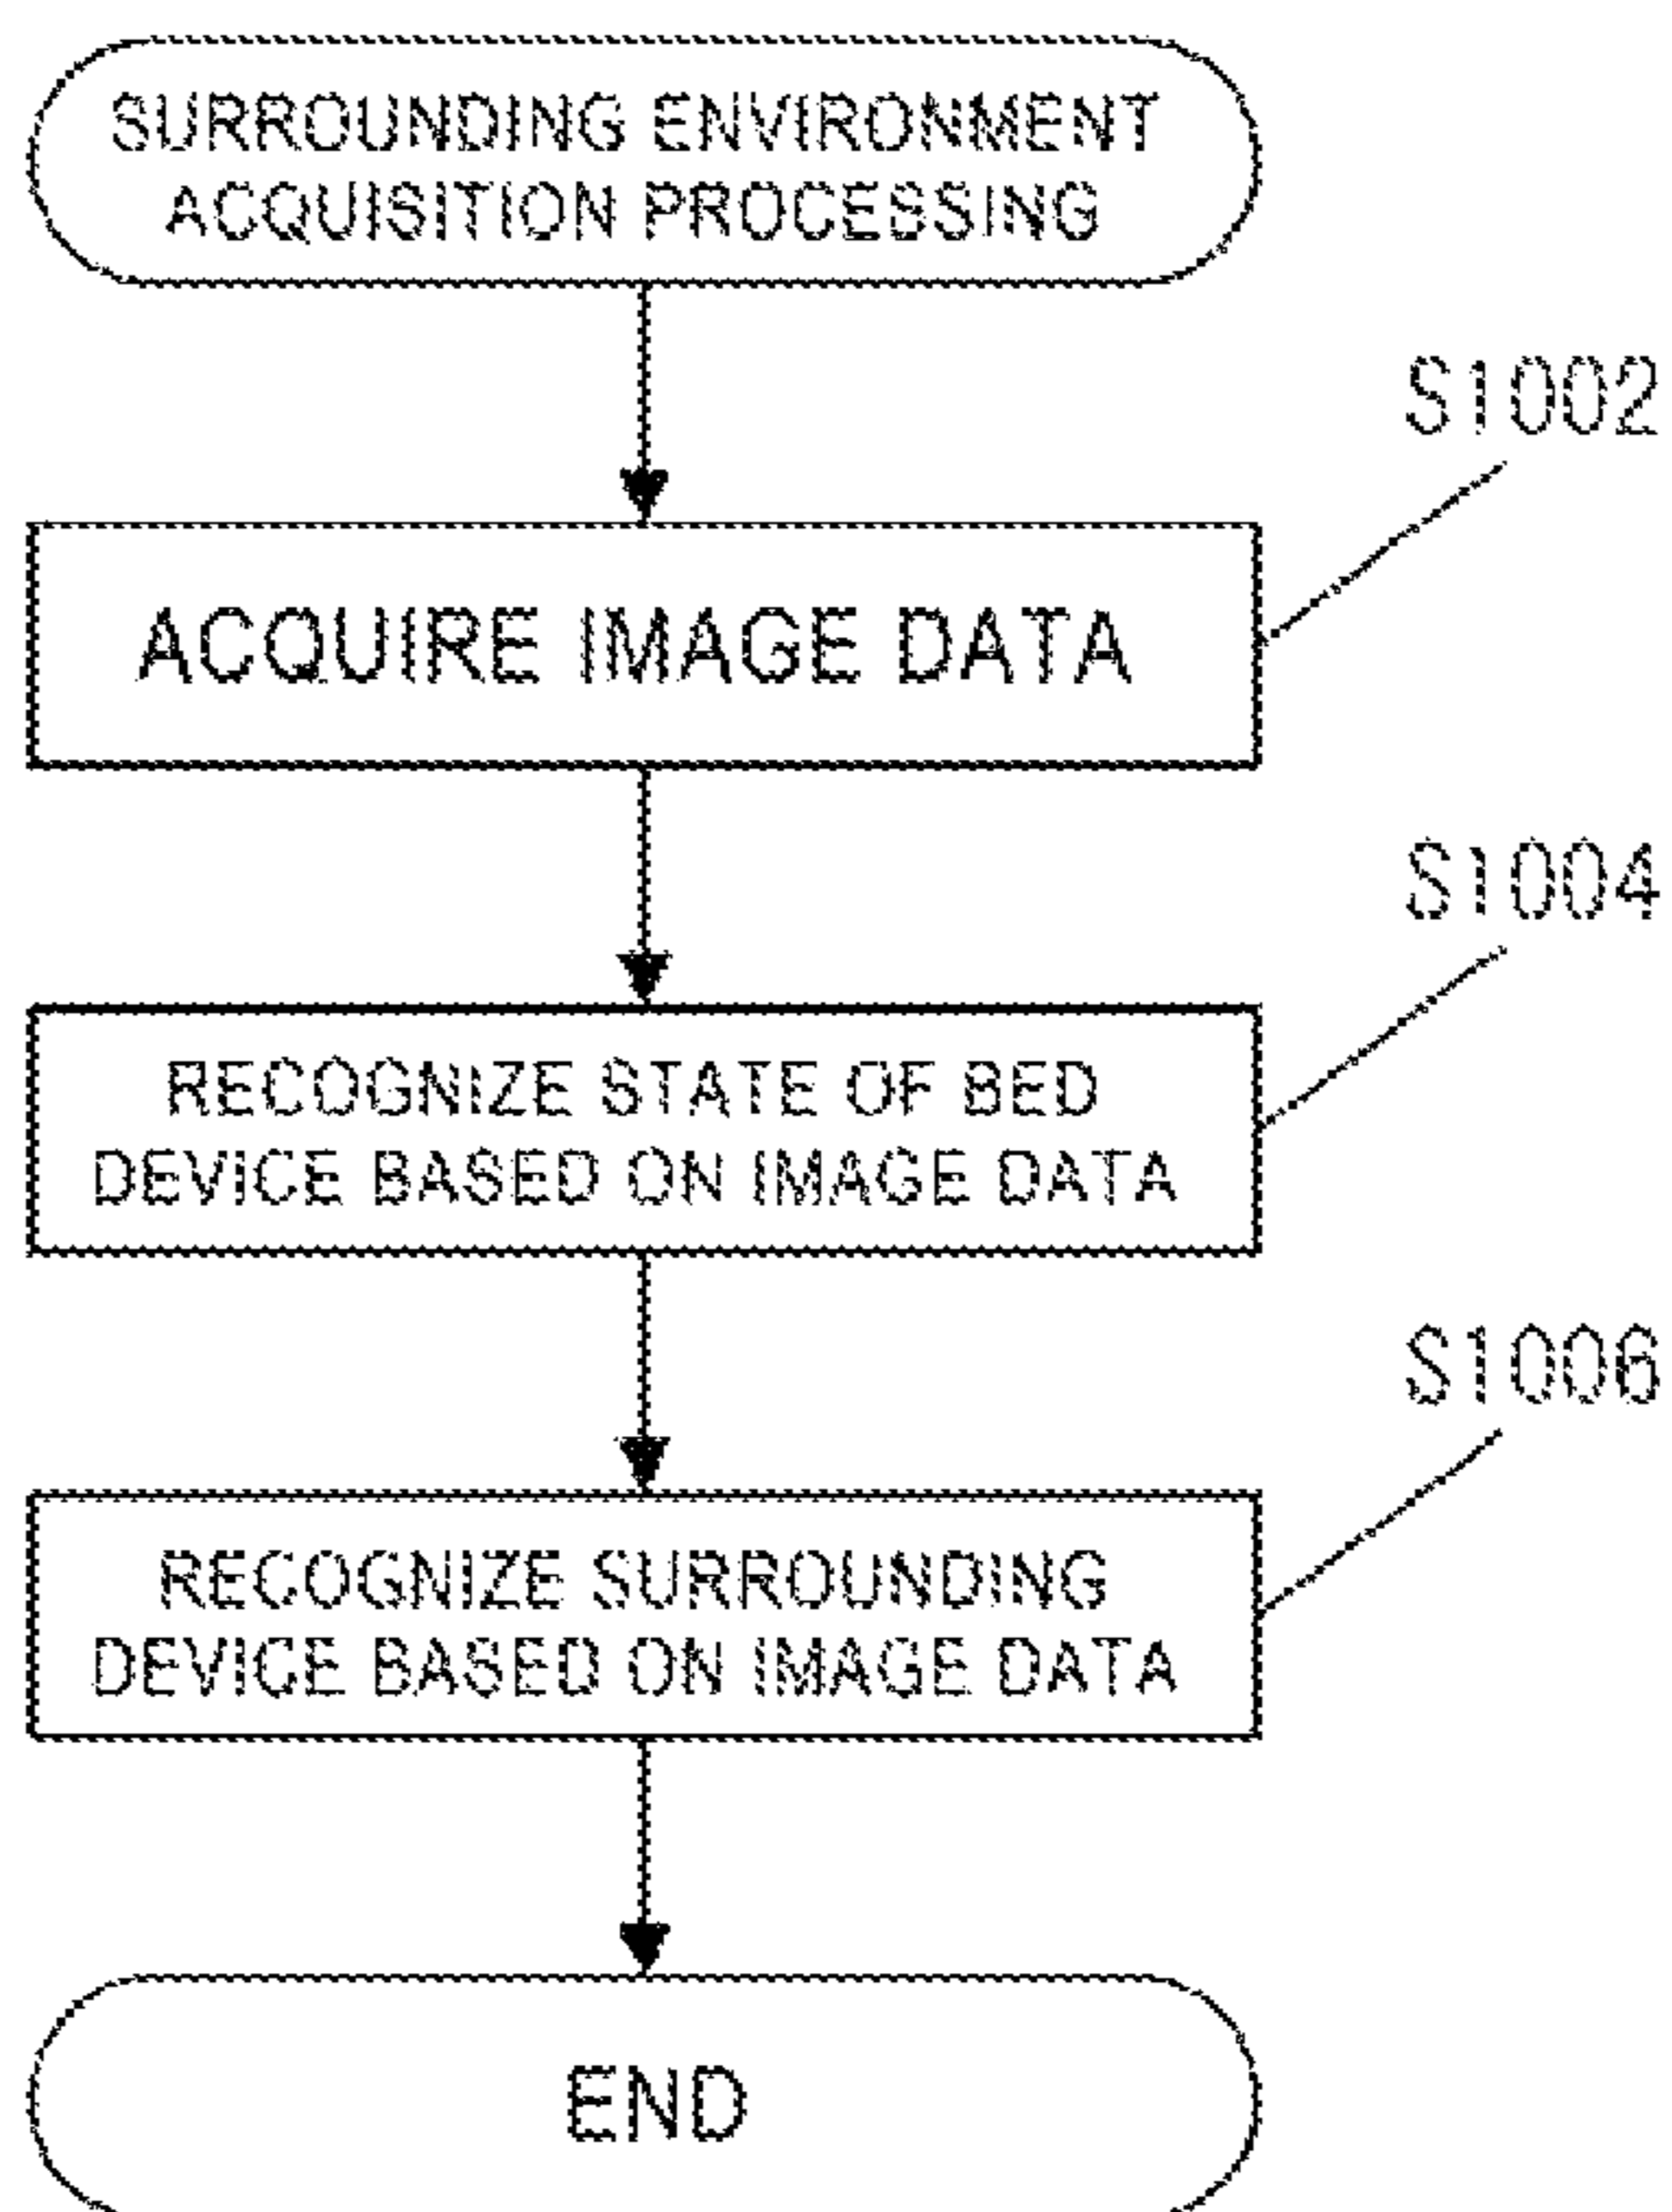 SURROUNDING ENVIRONMENT
ACQUISITION PROCESSING
S1002
ACQUIRE IMAGE DATA
S1004
RECOGNIZE STATE OF BED
DEVICE BASED ON IMAGE DATA
S1006
RECOGNIZE SURROUNDING
DEVICE BASED ON IMAGE DATA
END